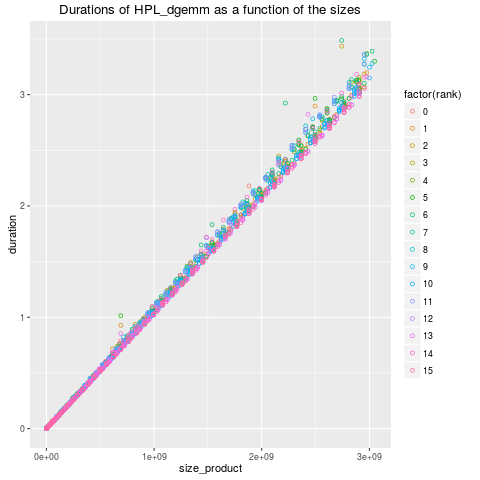 Durations of HPL_dgemm as a function of the sizes
duration
3
2
1
0
0e+00
1e+09
2e+09
3e+09
size_product
factor(rank)
0
1
2
3
4
5
6
7
8
9
10
11
12
13
14
15